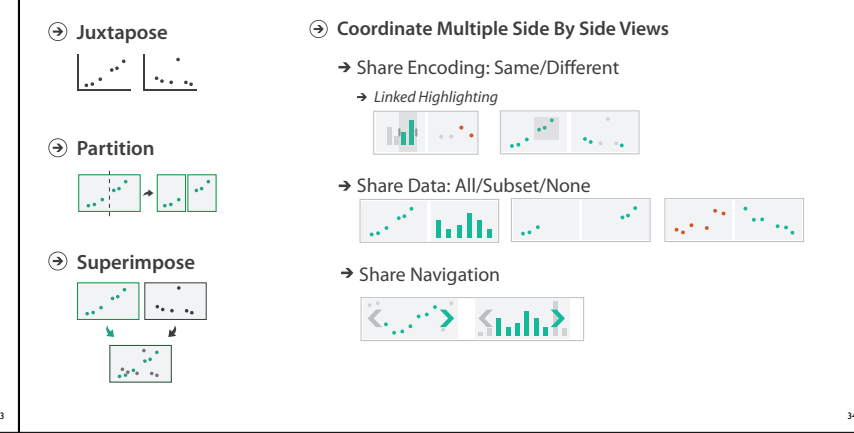 Juxtapose
Partition
Superimpose
Coordinate Multiple Side By Side Views
Share Encoding: Same/Different
Linked Highlighting
Share Data: All/Subset/None
Share Navigation
3
34